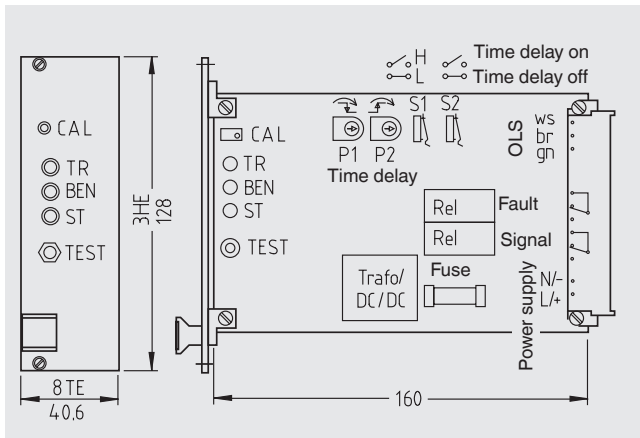 CAL
TR
BEN
ST
TEST
3HE
128
8 TE
40,6
H
L
Time delay on
Time delay off
S1 S2
P1 P2
Time delay
CAL
TR
BEN
ST
TEST
OLS
ws
br
gn
Rel Fault
Rel Signal
Trafo/
DC/DC
Fuse
Power supply
N/-
L/+
160